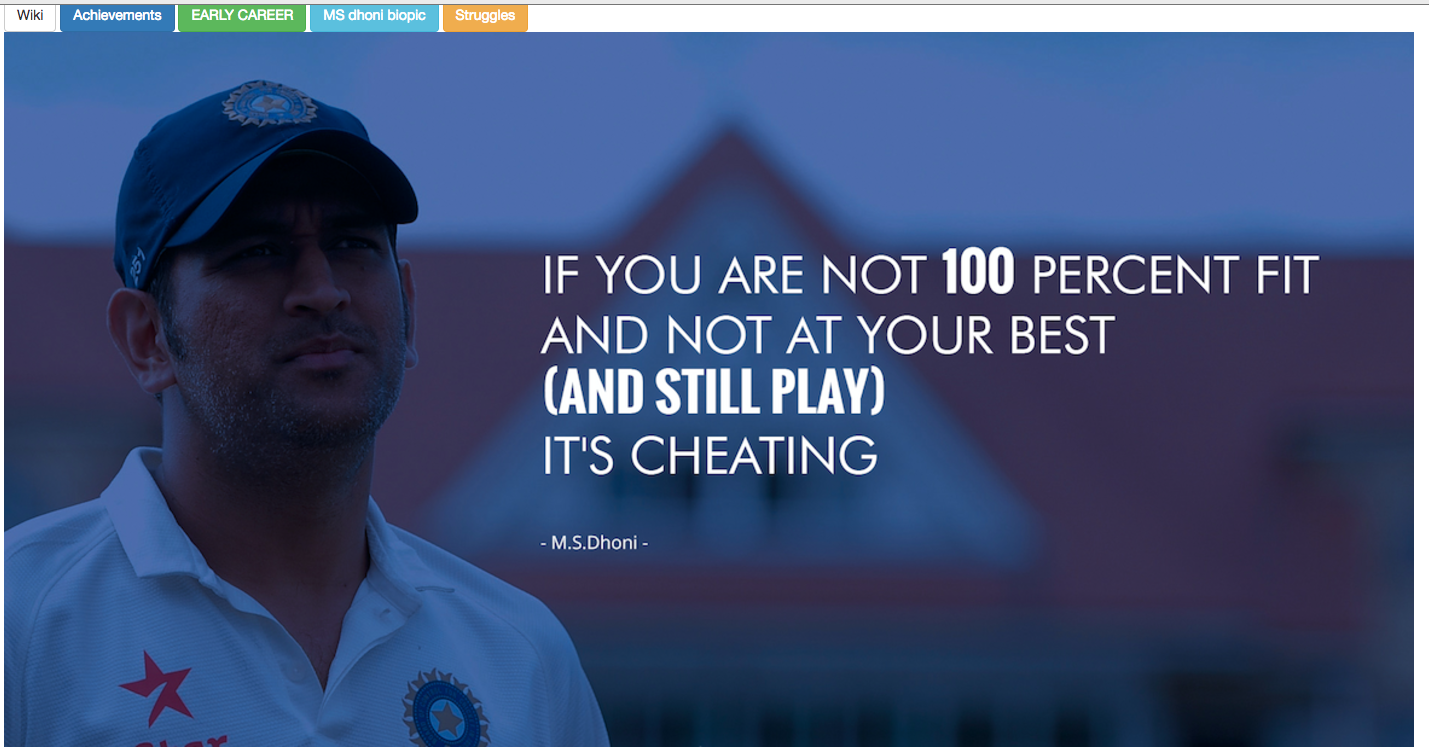 Wiki
Achievements
EARLY CAREER
MS dhoni biopic
Struggles
IF YOU ARE NOT 100 PERCENT FIT
AND NOT AT YOUR BEST
(AND STILL PLAY)
IT'S CHEATING
- M.S.Dhoni -